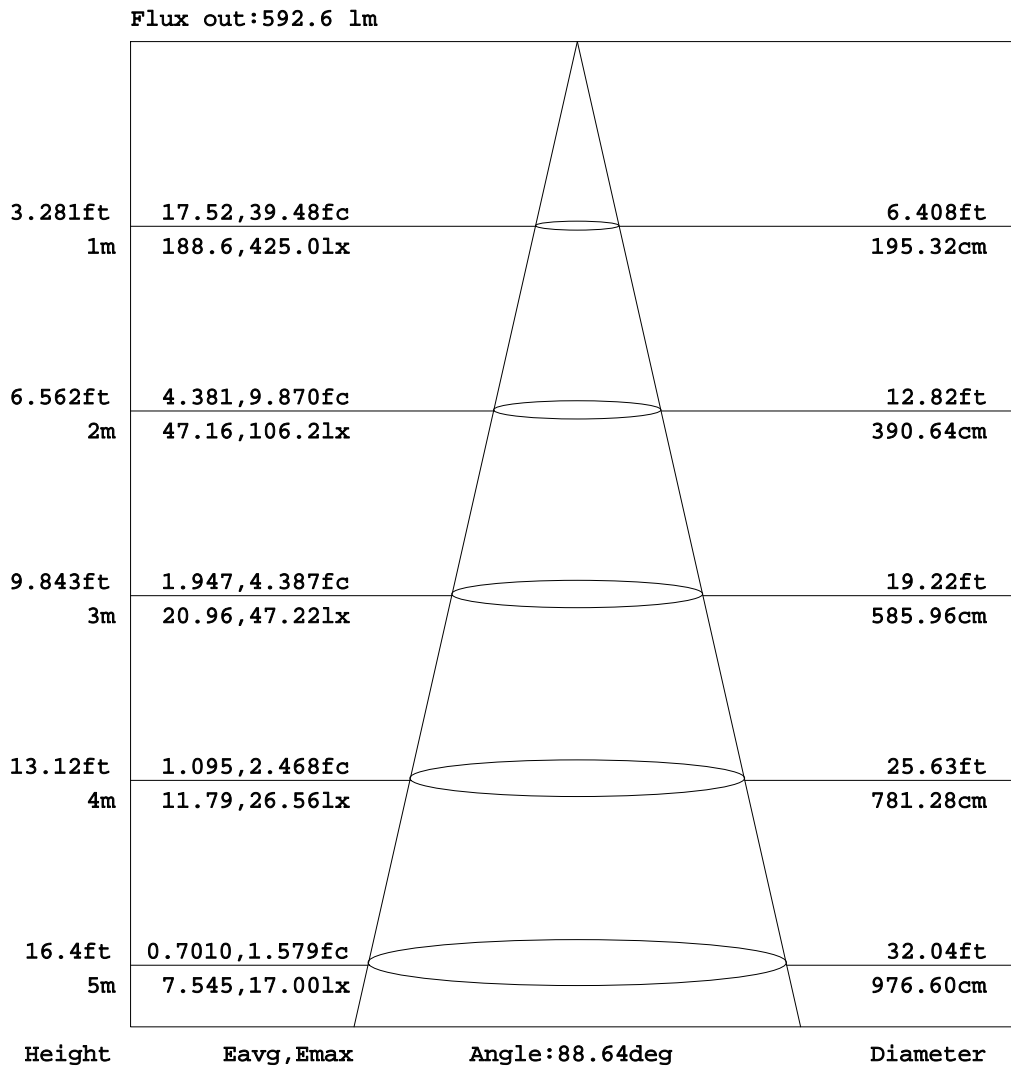 Flux out:592.6 lm
3.281ft 17.52,39.48fc 6.408ft
1m 188.6,425.0lx 195.32cm
6.562ft 4.381,9.870fc 12.82ft
2m 47.16,106.2lx 390.64cm
9.843ft 1.947,4.387fc 19.22ft
3m 20.96,47.22lx 585.96cm
13.12ft 1.095,2.468fc 25.63ft
4m 11.79,26.56lx 781.28cm
16.4ft 0.7010,1.579fc 32.04ft
5m 7.545,17.00lx 976.60cm
Height Eavg,Emax Angle:88.64deg Diameter